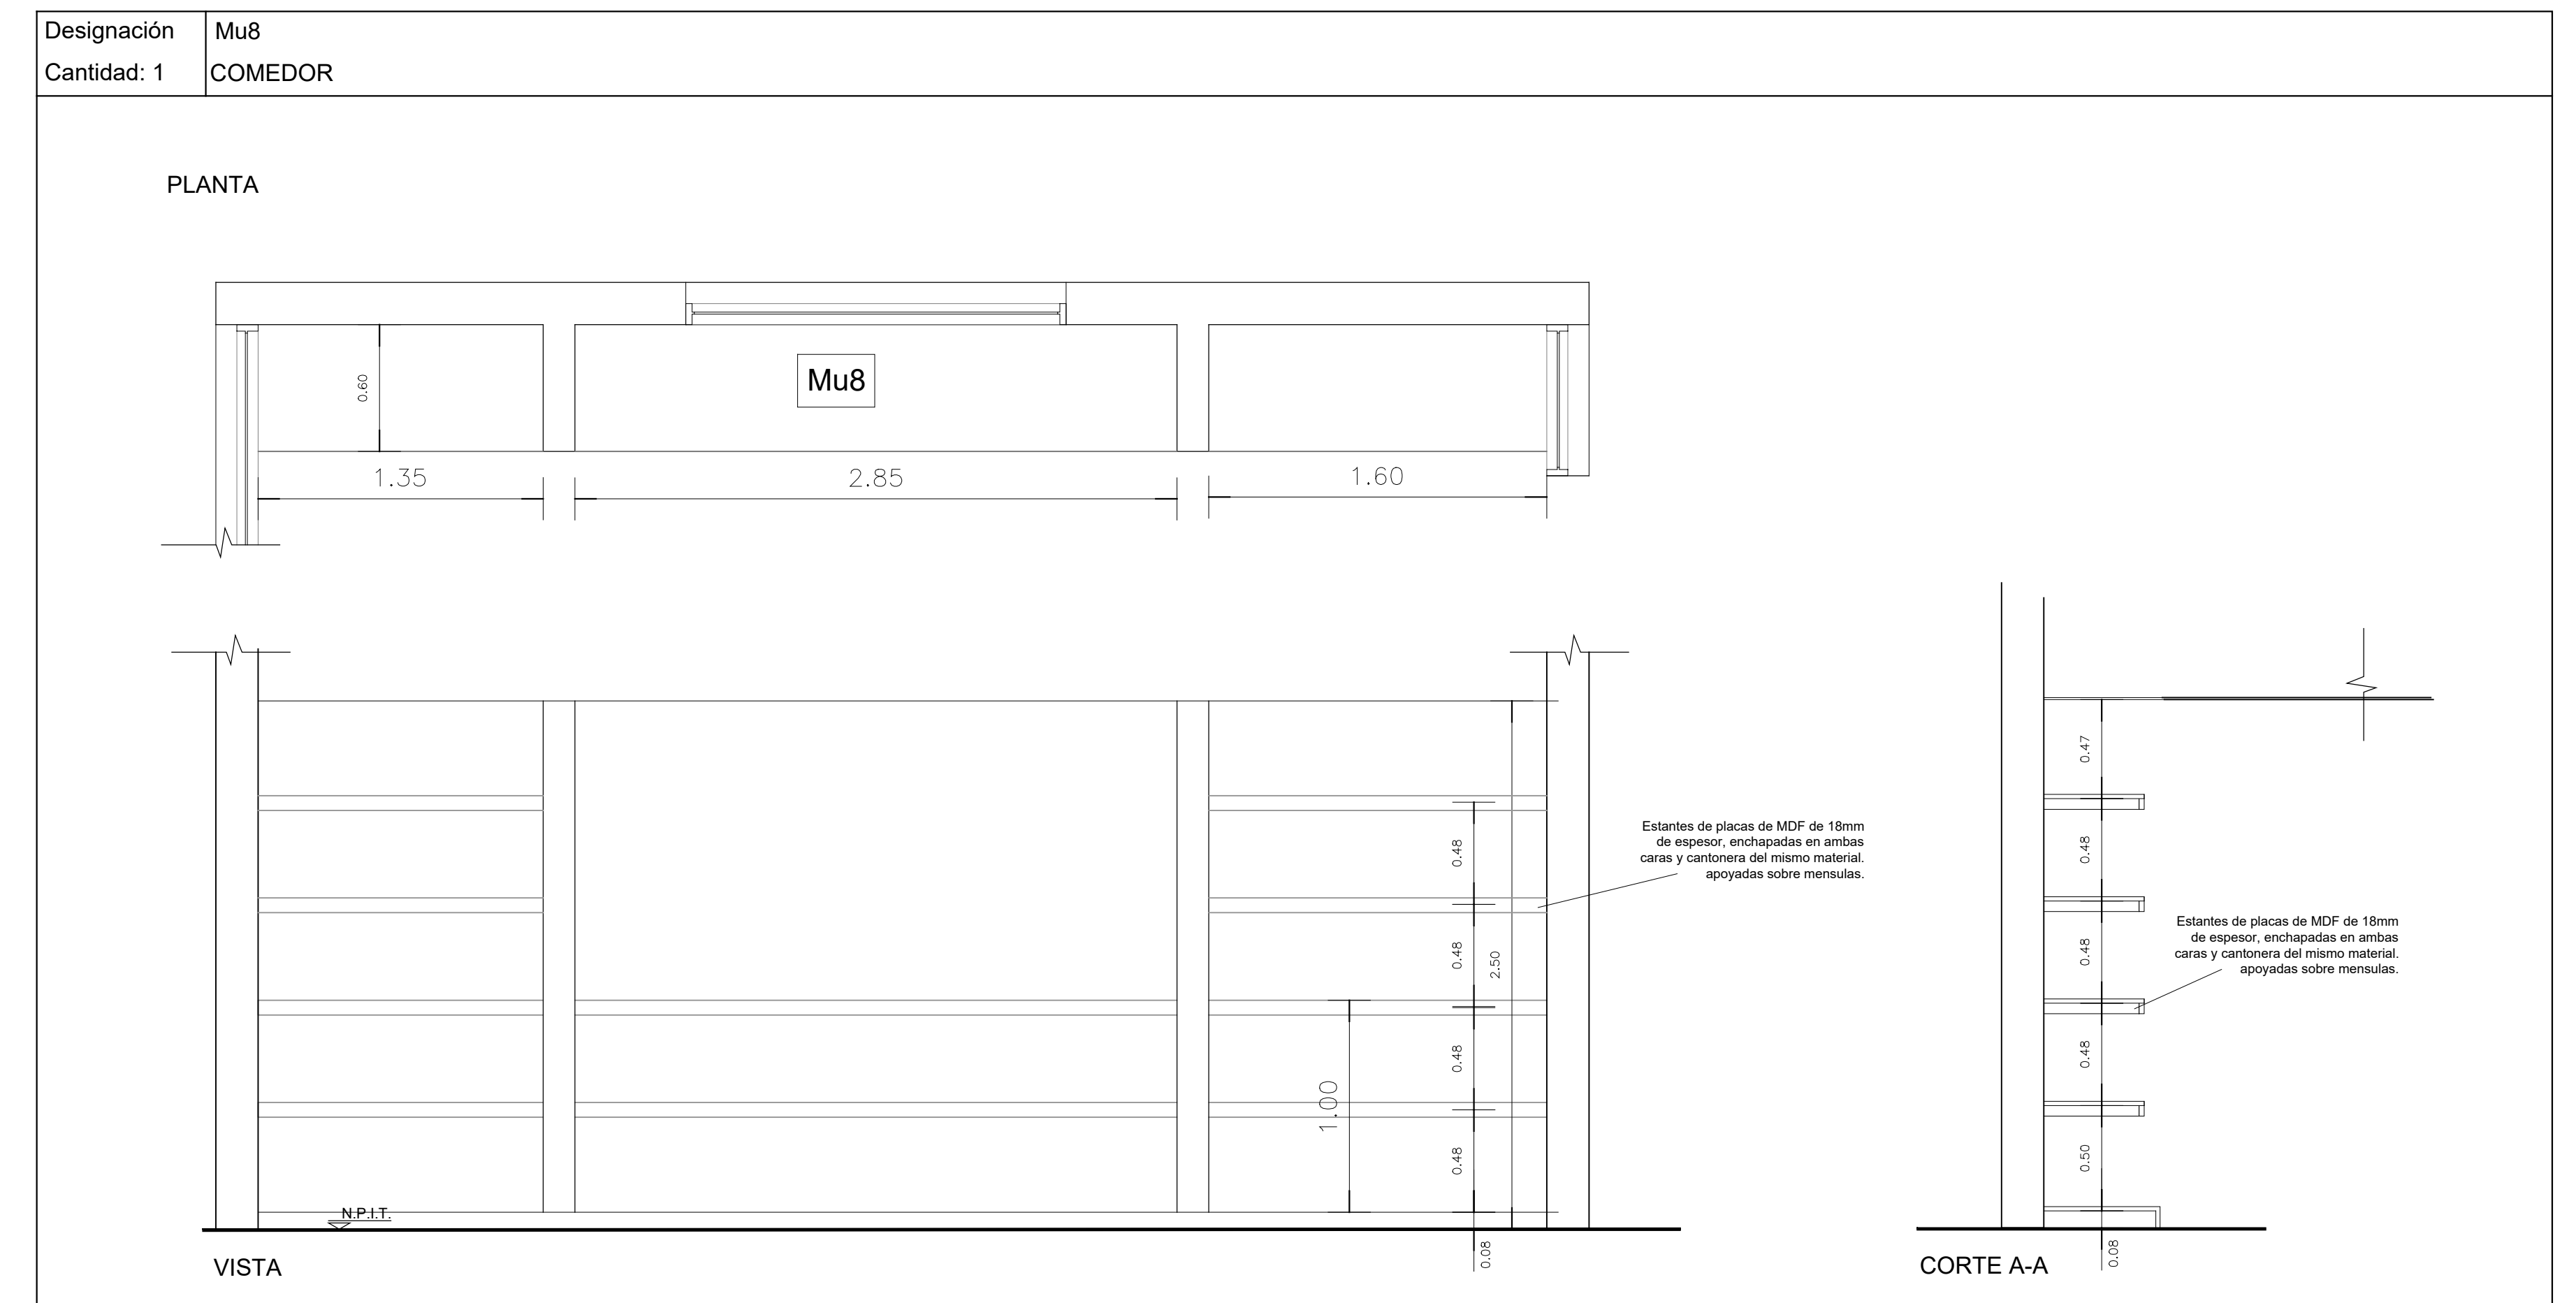 Designación
Mu8
Cantidad: 1
COMEDOR
PLANTA
0.60
Mu8
1.35
2.85
1.60
0.48
0.48
2.50
0.48
1.00
0.48
0.08
Estantes de placas de MDF de 18mm
de espesor, enchapadas en ambas
caras y cantonera del mismo material.
apoyadas sobre mensulas.
N.P.I.T.
VISTA
0.47
0.48
0.48
0.48
0.50
0.08
Estantes de placas de MDF de 18mm
de espesor, enchapadas en ambas
caras y cantonera del mismo material.
apoyadas sobre mensulas.
CORTE A-A